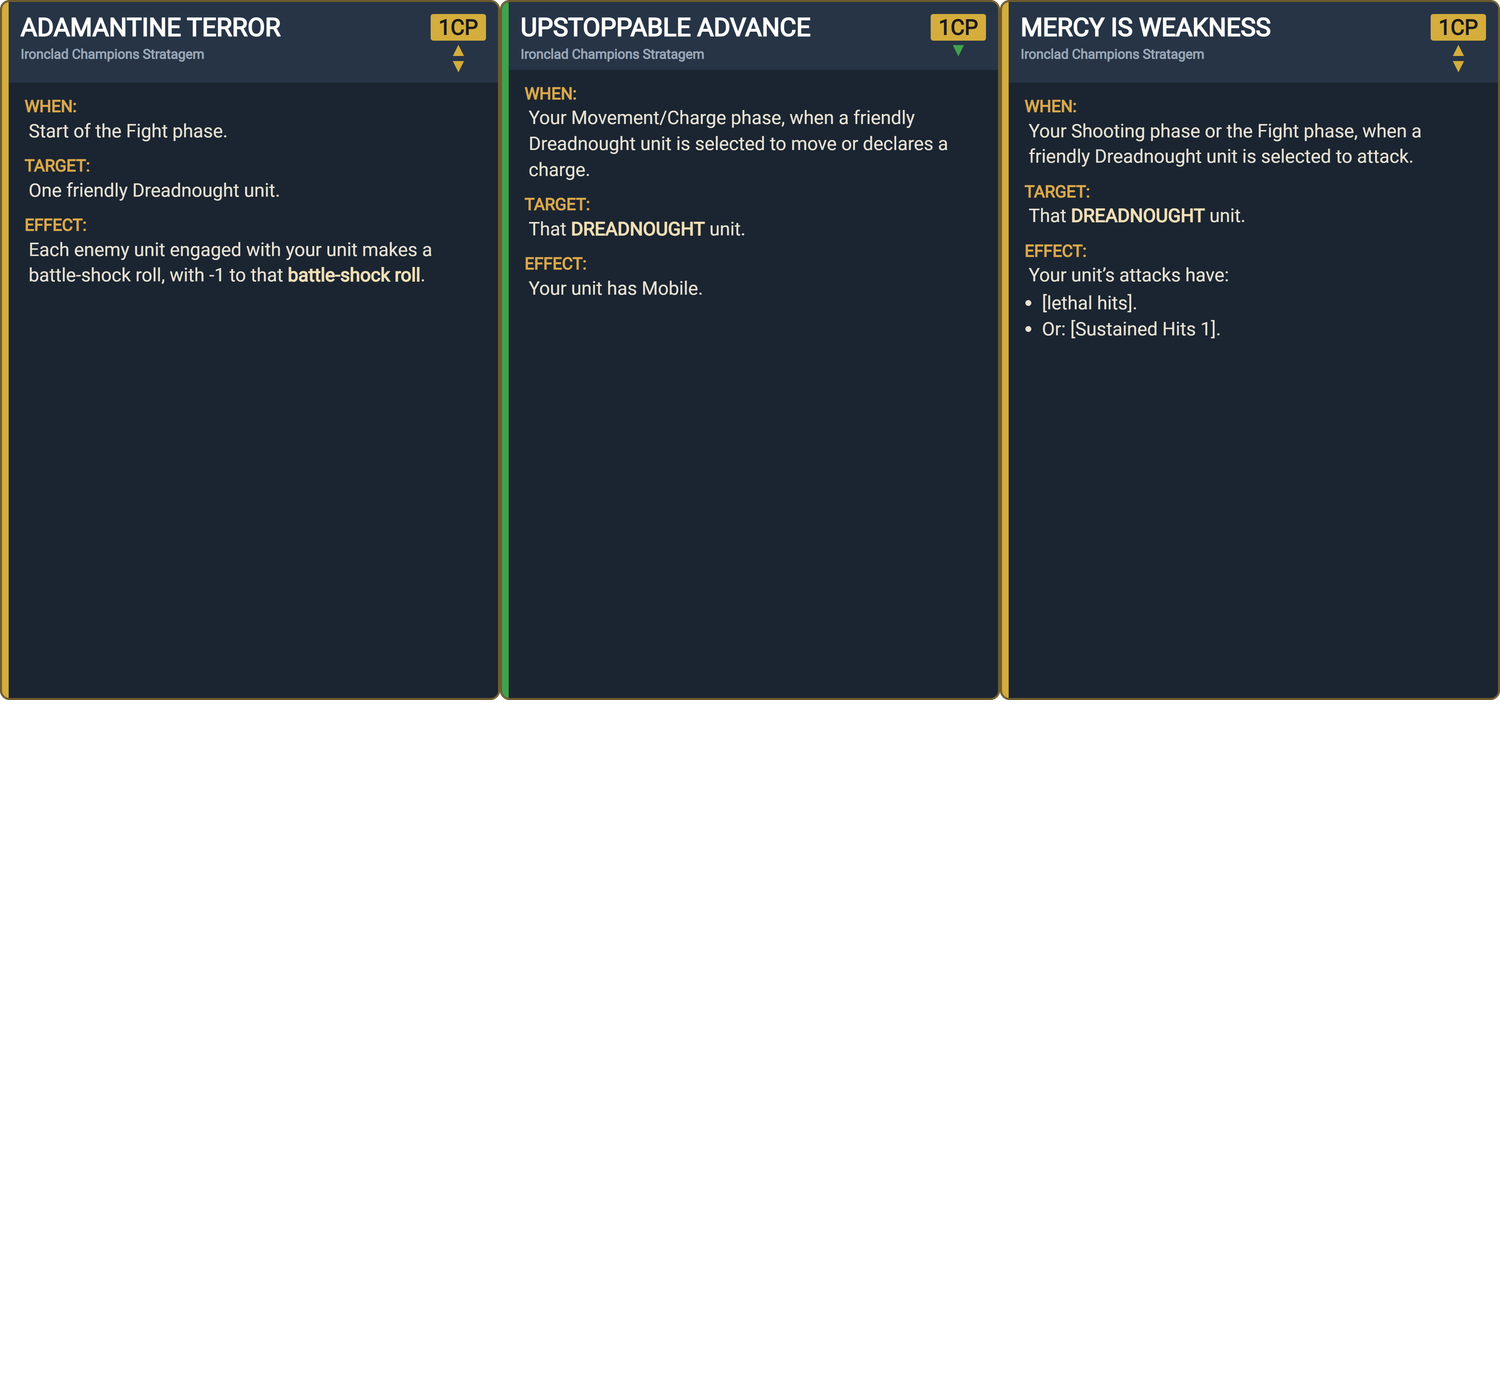 ADAMANTINE TERROR
1CP
Ironclad Champions Stratagem
WHEN:
Start of the Fight phase.
TARGET:
One friendly Dreadnought unit.
EFFECT:
Each enemy unit engaged with your unit makes a
battle-shock roll, with -1 to that battle-shock roll.
UPSTOPPABLE ADVANCE
1CP
Ironclad Champions Stratagem
WHEN:
Your Movement/Charge phase, when a friendly
Dreadnought unit is selected to move or declares a
charge.
TARGET:
That DREADNOUGHT unit.
EFFECT:
Your unit has Mobile.
MERCY IS WEAKNESS
1CP
Ironclad Champions Stratagem
WHEN:
Your Shooting phase or the Fight phase, when a
friendly Dreadnought unit is selected to attack.
TARGET:
That DREADNOUGHT unit.
EFFECT:
Your unit’s attacks have:
• [lethal hits].
• Or: [Sustained Hits 1].